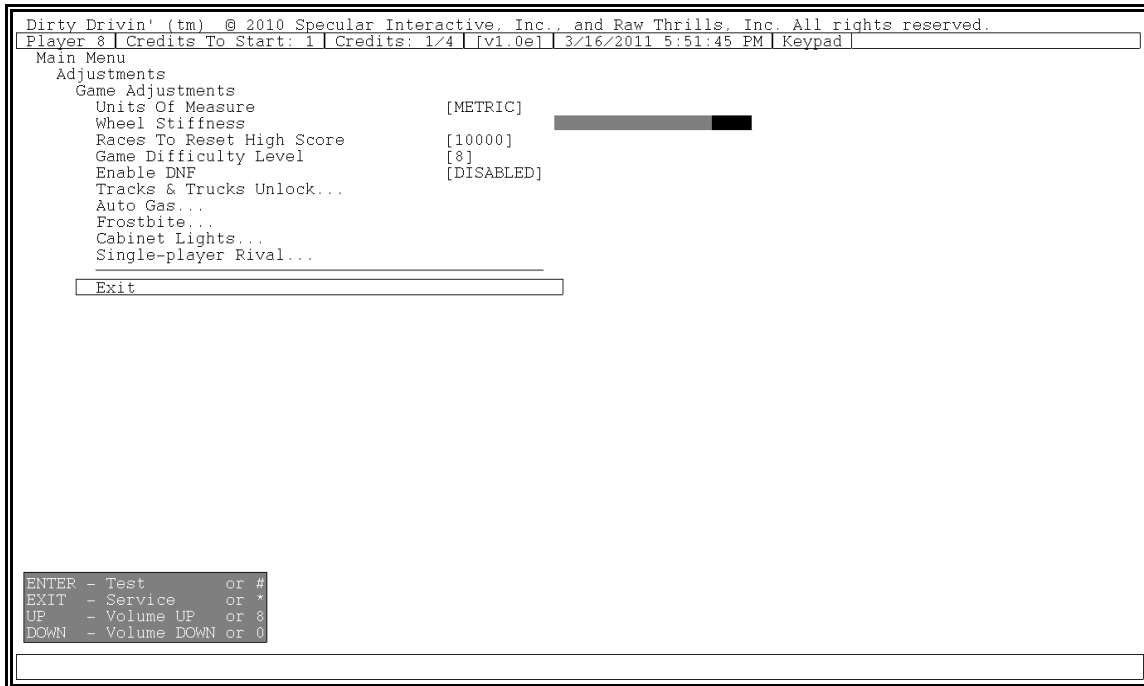 Dirty Drivin' (tm)  @ 2010 Specular Interactive, Inc., and Raw Thrills, Inc. All rights reserved.
Player 8 | Credits To Start: 1 | Credits: 1/4 | [v1.0e] | 3/16/2011 5:51:45 PM | Keypad |
Main Menu
Adjustments
Game Adjustments
Units Of Measure [METRIC]
Wheel Stiffness
Races To Reset High Score [10000]
Game Difficulty Level [8]
Enable DNF [DISABLED]
Tracks & Trucks Unlock...
Auto Gas...
Frostbite...
Cabinet Lights...
Single-player Rival...
Exit
ENTER - Test or #
EXIT - Service or *
UP - Volume UP or 8
DOWN - Volume DOWN or 0